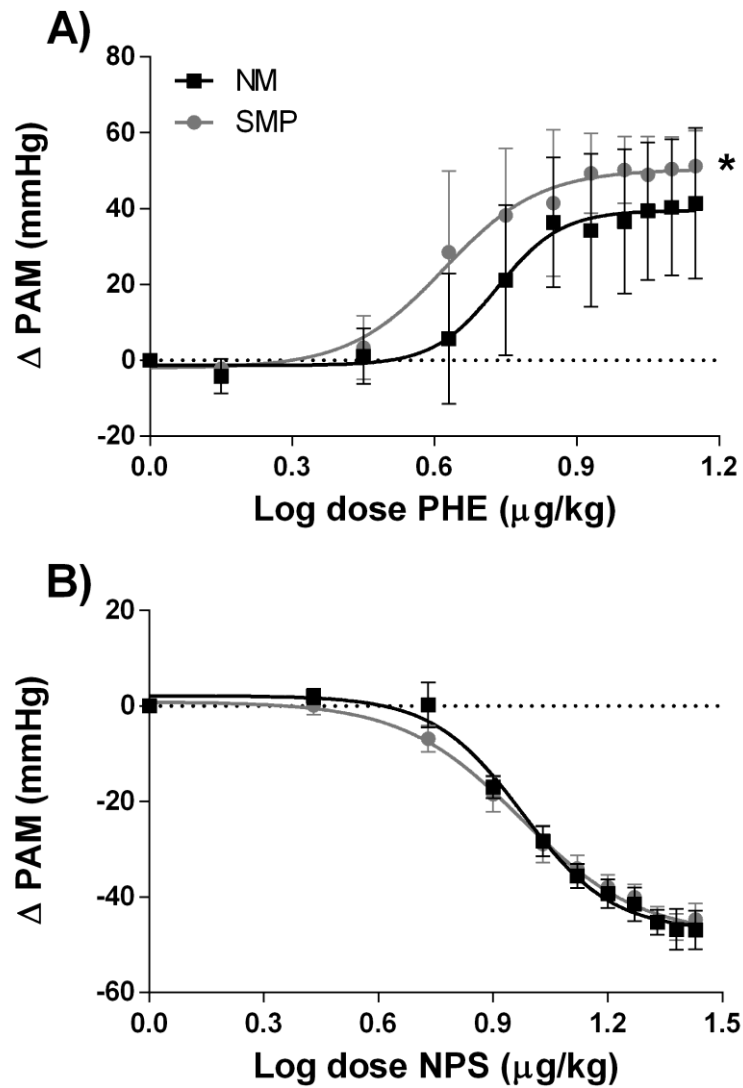 A)
80
60
40
20
0
-20
NM
SMP
*
Δ PAM (mmHg)
0.0 0.3 0.6 0.9 1.2
Log dose PHE (μg/kg)
B)
20
0
-20
-40
-60
Δ PAM (mmHg)
0.0 0.3 0.6 0.9 1.2 1.5
Log dose NPS (μg/kg)